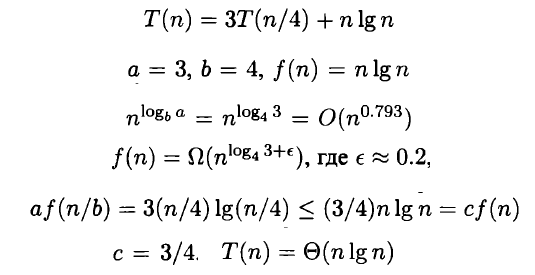 T(n) = 3T(n/4) + n lg n
a = 3, b = 4, f(n) = n lg n
n^{log_b a} = n^{log_4 3} = O(n^{0.793})
f(n) = Ω(n^{log_4 3+ϵ}), где ϵ ≈ 0.2,
af(n/b) = 3(n/4) lg(n/4) ≤ (3/4)n lg n = cf(n)
c = 3/4. T(n) = Θ(n lg n)